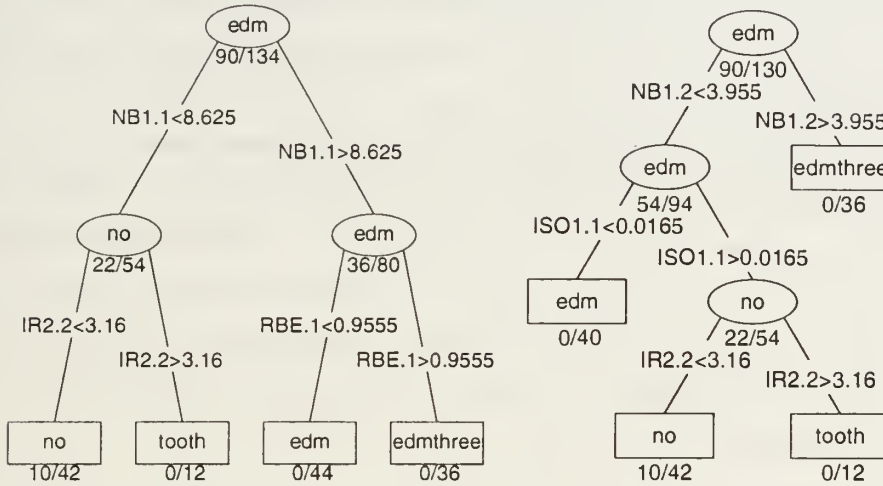 edm
90/134
NB1.1<8.625
NB1.1>8.625
no
22/54
edm
36/80
IR2.2<3.16
IR2.2>3.16
RBE.1<0.9555
RBE.1>0.9555
no
10/42
tooth
0/12
edm
0/44
edmthree
0/36
edm
90/130
NB1.2<3.955
NB1.2>3.955
edm
54/94
edmthree
0/36
ISO1.1<0.0165
ISO1.1>0.0165
edm
0/40
no
22/54
IR2.2<3.16
IR2.2>3.16
no
10/42
tooth
0/12